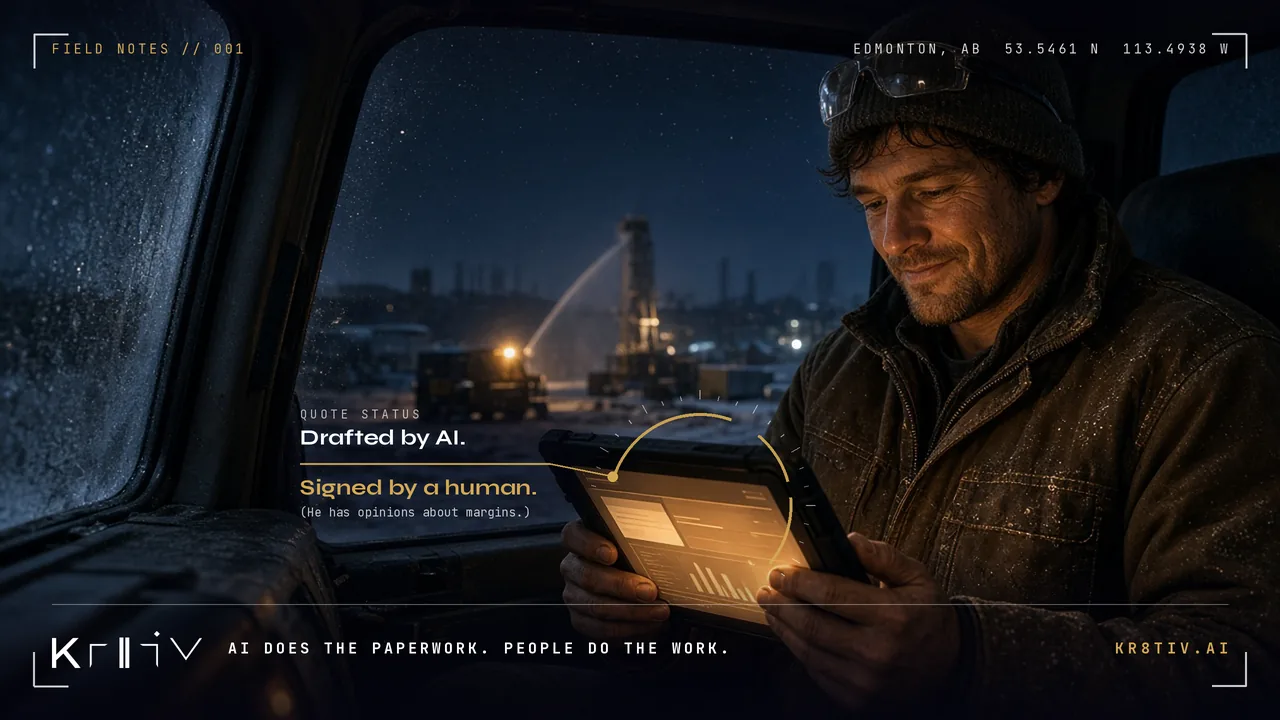 FIELD NOTES // 001
EDMONTON, AB 53.5461 N 113.4938 W
QUOTE STATUS
Drafted by AI.
Signed by a human.
(He has opinions about margins.)
Kr8tiv
AI DOES THE PAPERWORK. PEOPLE DO THE WORK.
KR8TIV.AI